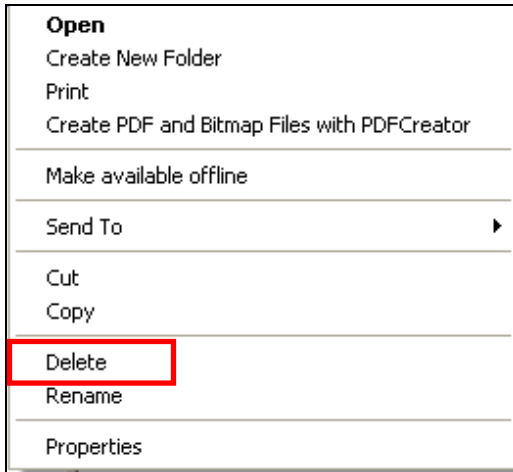 Open
Create New Folder
Print
Create PDF and Bitmap Files with PDFCreator
Make available offline
Send To
Cut
Copy
Delete
Rename
Properties